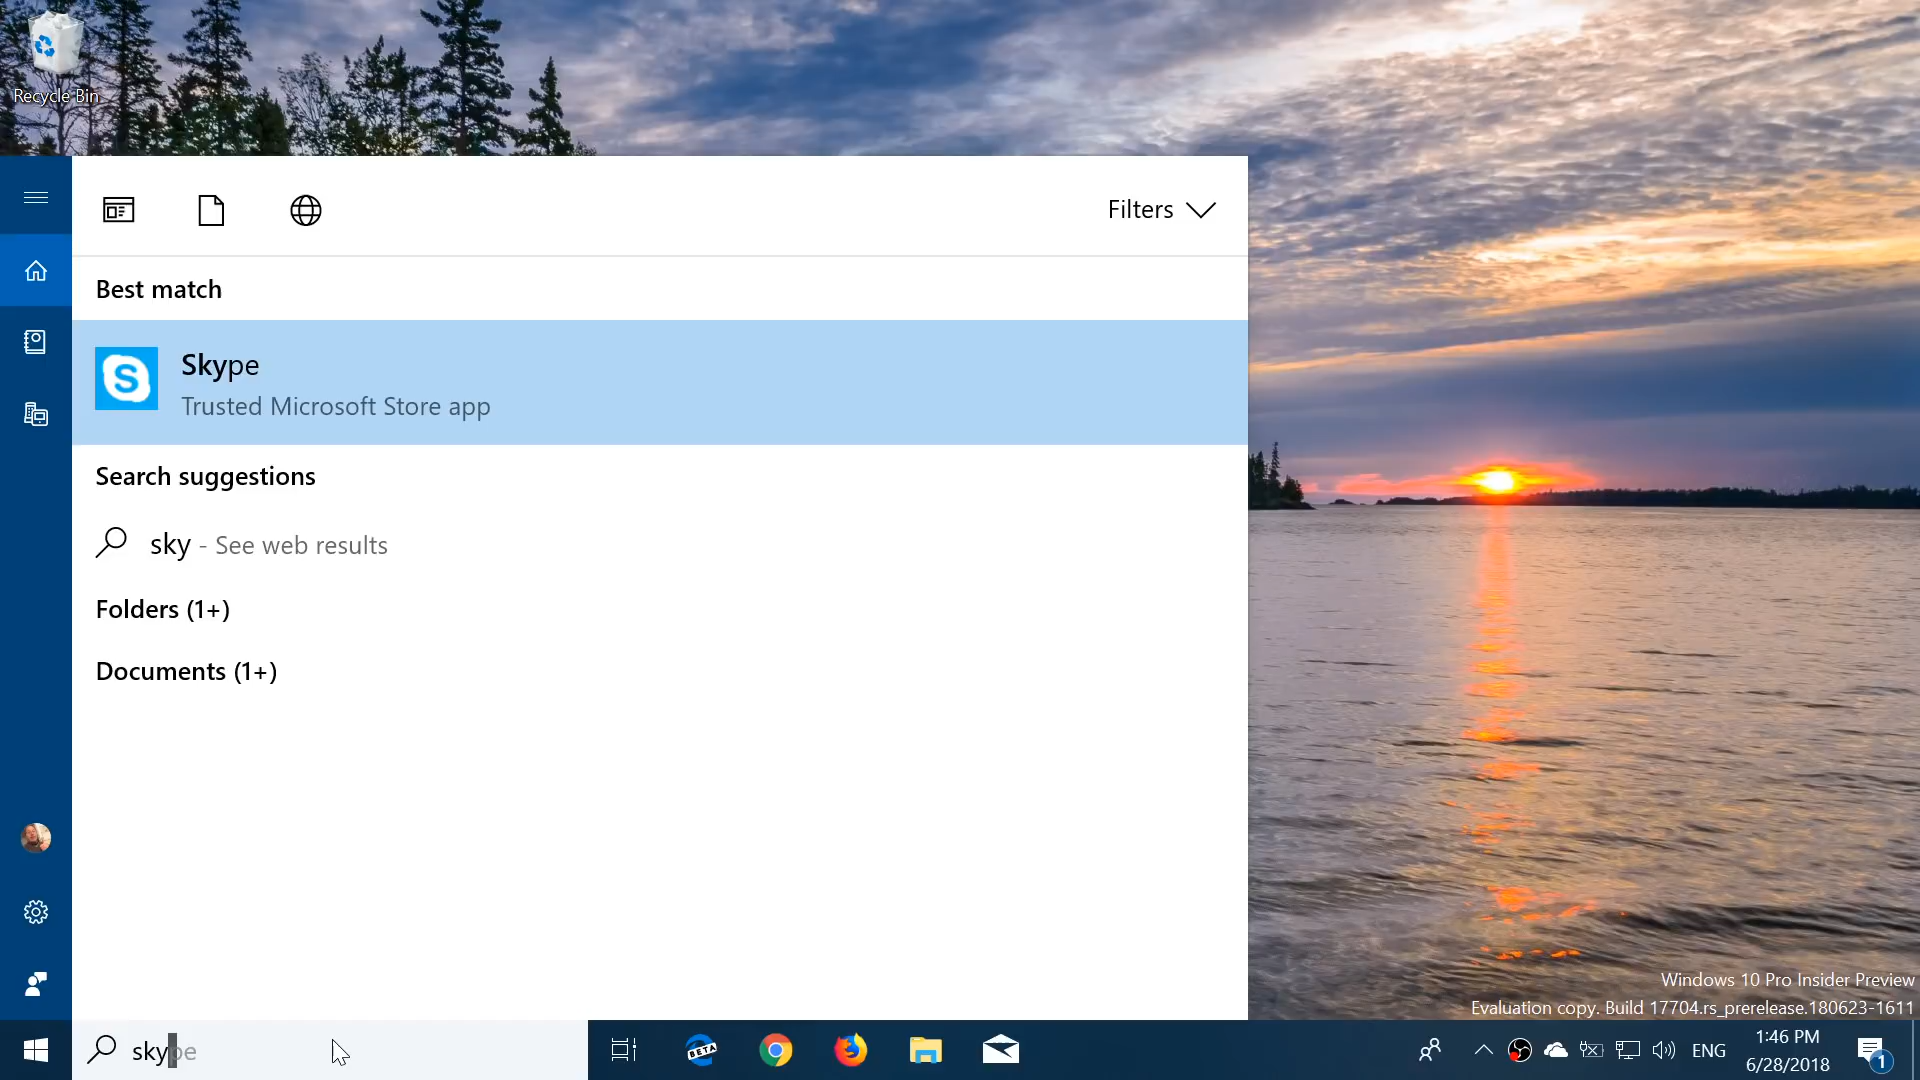 Recycle Bin
Filters
Best match
Skype
Trusted Microsoft Store app
Search suggestions
sky - See web results
Folders (1+)
Documents (1+)
Windows 10 Pro Insider Preview
Evaluation copy. Build 17704.rs_prerelease.180623-1611
skype
BETA
ENG
1:46 PM
6/28/2018
1